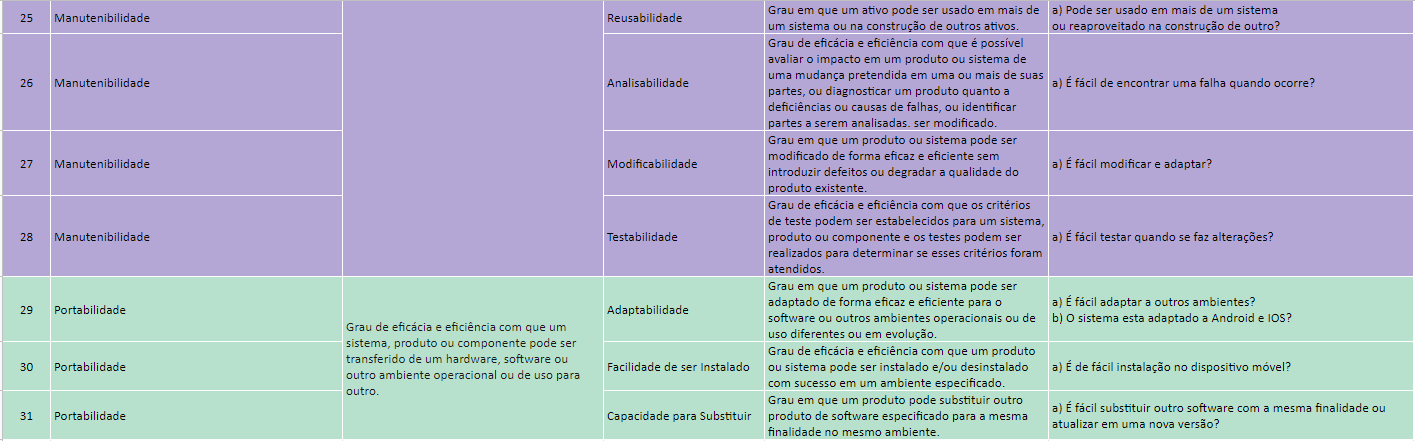 25
Manutenibilidade
Reusabilidade
Grau em que um ativo pode ser usado em mais de
um sistema ou na construção de outros ativos.
a) Pode ser usado em mais de um sistema
ou reaproveitado na construção de outro?
26
Manutenibilidade
Analisabilidade
Grau de eficácia e eficiência com que é possível
avaliar o impacto em um produto ou sistema de
uma mudança pretendida em uma ou mais de suas
partes, ou diagnosticar um produto quanto a
deficiências ou causas de falhas, ou identificar
partes a serem analisadas. ser modificado.
a) É fácil de encontrar uma falha quando ocorre?
27
Manutenibilidade
Modificabilidade
Grau em que um produto ou sistema pode ser
modificado de forma eficaz e eficiente sem
introduzir defeitos ou degradar a qualidade do
produto existente.
a) É fácil modificar e adaptar?
28
Manutenibilidade
Testabilidade
Grau de eficácia e eficiência com que os critérios
de teste podem ser estabelecidos para um sistema,
produto ou componente e os testes podem ser
realizados para determinar se esses critérios foram
atendidos.
a) É fácil testar quando se faz alterações?
29
Portabilidade
Grau de eficácia e eficiência com que um
sistema, produto ou componente pode ser
transferido de um hardware, software ou
outro ambiente operacional ou de uso para
outro.
Adaptabilidade
Grau em que um produto ou sistema pode ser
adaptado de forma eficaz e eficiente para o
software ou outros ambientes operacionais ou de
uso diferentes ou em evolução.
a) É fácil adaptar a outros ambientes?
b) O sistema esta adaptado a Android e IOS?
30
Portabilidade
Facilidade de ser Instalado
Grau de eficácia e eficiência com que um produto
ou sistema pode ser instalado e/ou desinstalado
com sucesso em um ambiente especificado.
a) É de fácil instalação no dispositivo móvel?
31
Portabilidade
Capacidade para Substituir
Grau em que um produto pode substituir outro
produto de software especificado para a mesma
finalidade no mesmo ambiente.
a) É fácil substituir outro software com a mesma finalidade ou
atualizar em uma nova versão?